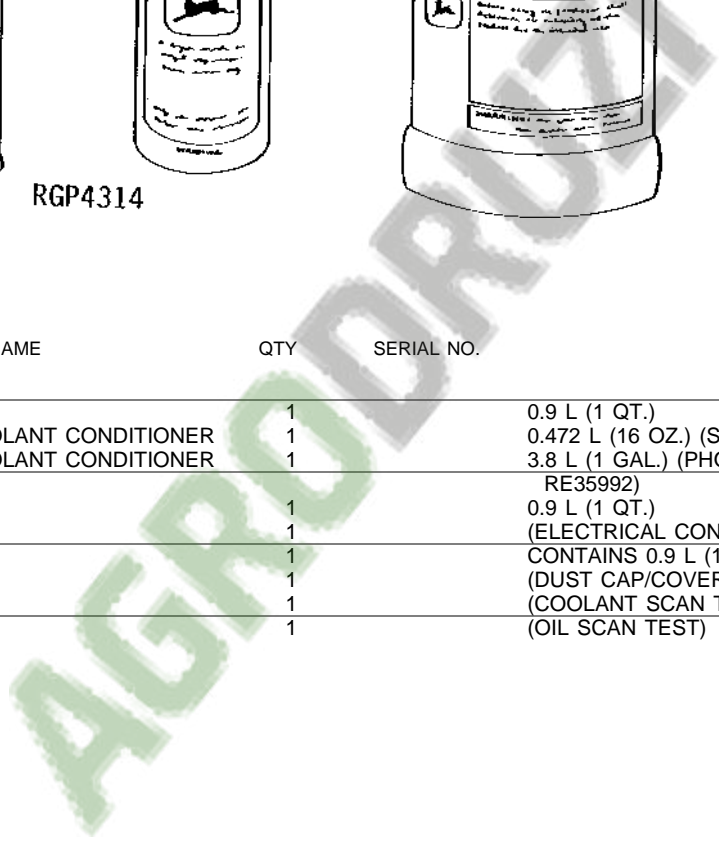 RGP4314
AME QTY SERIAL NO.
1 0.9 L (1 QT.)
OLANT CONDITIONER 1 0.472 L (16 OZ.) (S
OLANT CONDITIONER 1 3.8 L (1 GAL.) (PHO
RE35992)
1 0.9 L (1 QT.)
1 (ELECTRICAL CON
1 CONTAINS 0.9 L (1
1 (DUST CAP/COVER
1 (COOLANT SCAN T
1 (OIL SCAN TEST)
AGRODRUZI